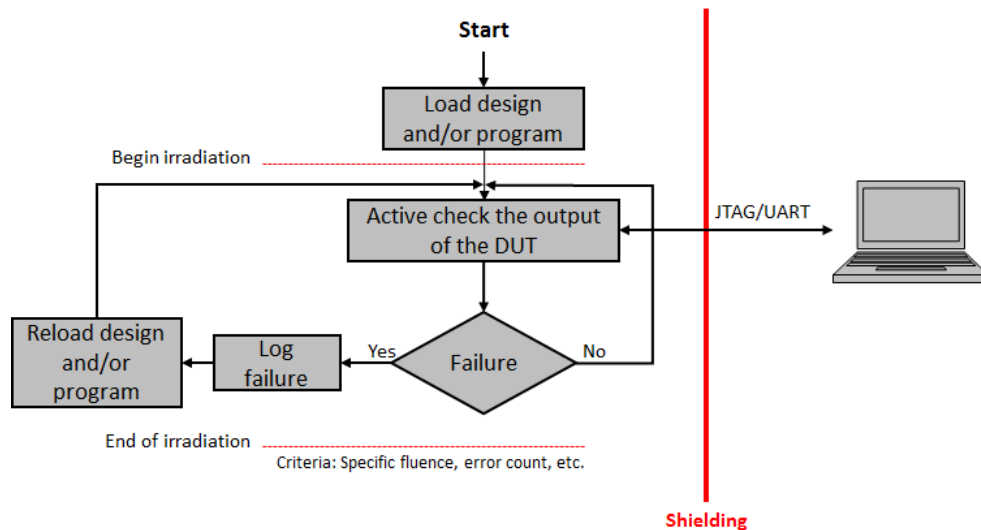 Start
Load design
and/or program
Begin irradiation
Active check the output
of the DUT
JTAG/UART
Reload design
and/or
program
Log
failure
Yes
Failure
No
End of irradiation
Criteria: Specific fluence, error count, etc.
Shielding